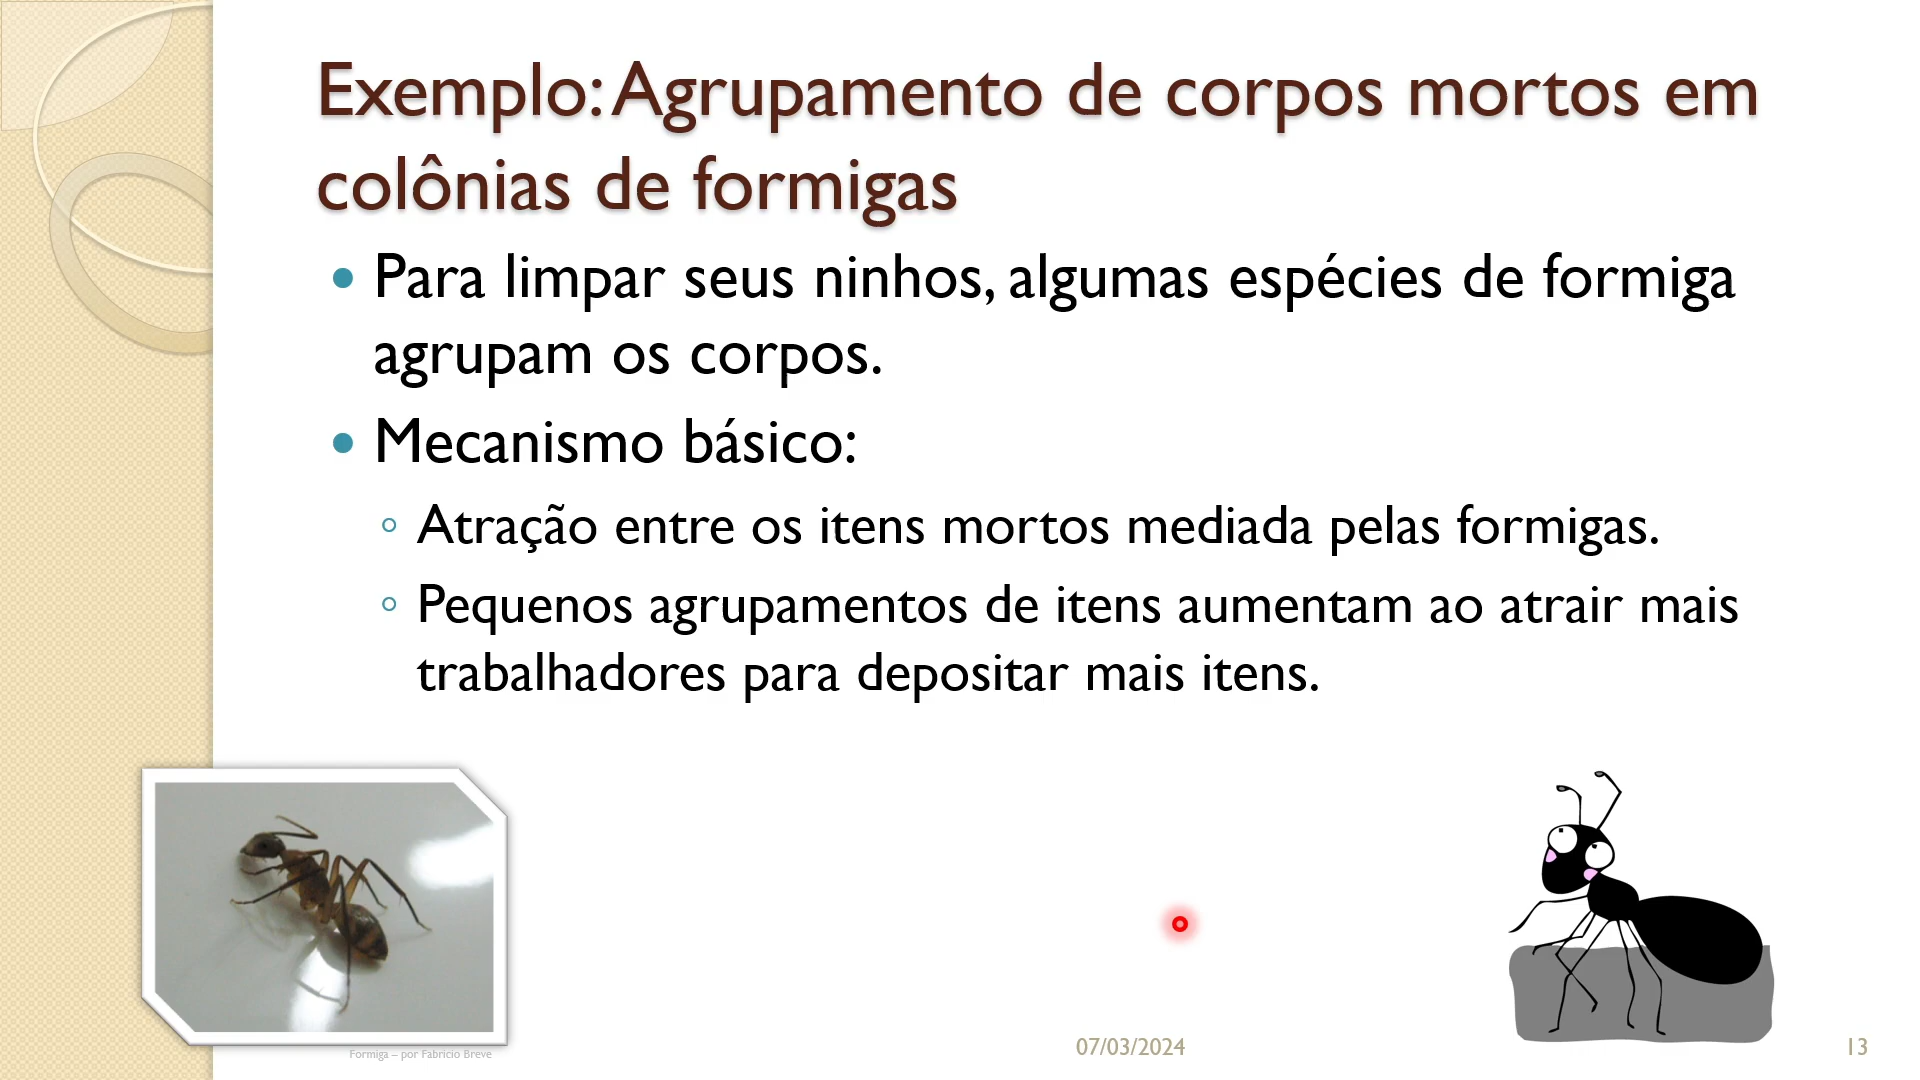 Exemplo: Agrupamento de corpos mortos em
colônias de formigas
Para limpar seus ninhos, algumas espécies de formiga
agrupam os corpos.
Mecanismo básico:
Atração entre os itens mortos mediada pelas formigas.
Pequenos agrupamentos de itens aumentam ao atrair mais
trabalhadores para depositar mais itens.
Formiga – por Fabricio Breve
07/03/2024
13